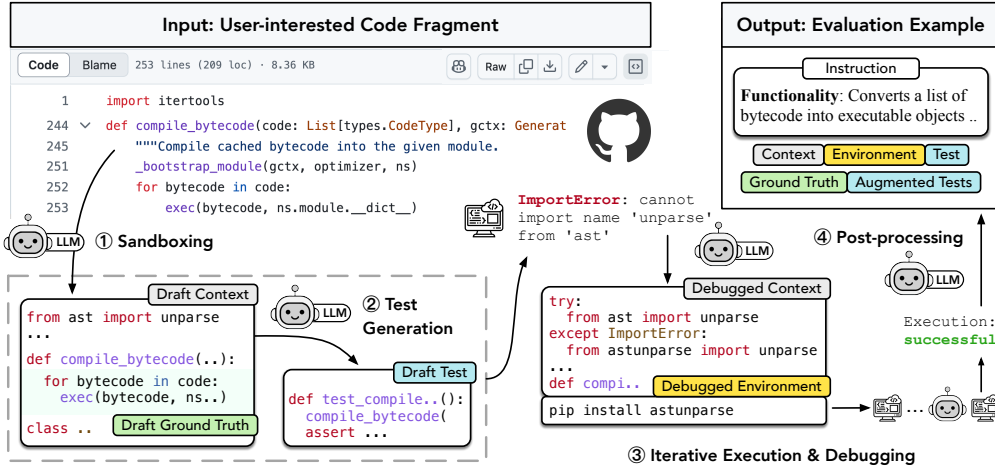 Input: User-interested Code Fragment
Code Blame 253 lines (209 loc) · 8.36 KB Raw
1 import itertools
244 def compile_bytecode(code: List[types.CodeType], gctx: Generat
245 """Compile cached bytecode into the given module.
251 _bootstrap_module(gctx, optimizer, ns)
252 for bytecode in code:
253 exec(bytecode, ns.module.__dict__)
LLM
① Sandboxing
Draft Context
from ast import unparse
...
def compile_bytecode(..):
for bytecode in code:
exec(bytecode, ns..)
class ..
Draft Ground Truth
LLM
② Test
Generation
Draft Test
def test_compile..():
compile_bytecode(
assert ...
ImportError: cannot
import name 'unparse'
from 'ast'
LLM
Debugged Context
try:
from ast import unparse
except ImportError:
from astunparse import unparse
...
def compi..
Debugged Environment
pip install astunparse
...
③ Iterative Execution & Debugging
Execution:
successful
④ Post-processing
LLM
Output: Evaluation Example
Instruction
Functionality: Converts a list of
bytecode into executable objects ..
Context Environment Test
Ground Truth Augmented Tests